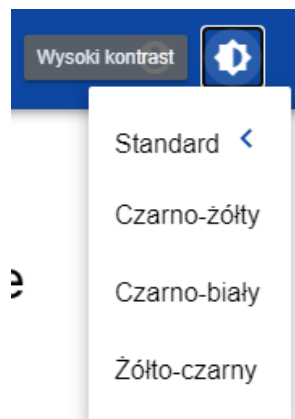 Wysoki kontrast
Standard
Czarno-żółty
e
Czarno-biały
Żółto-czarny